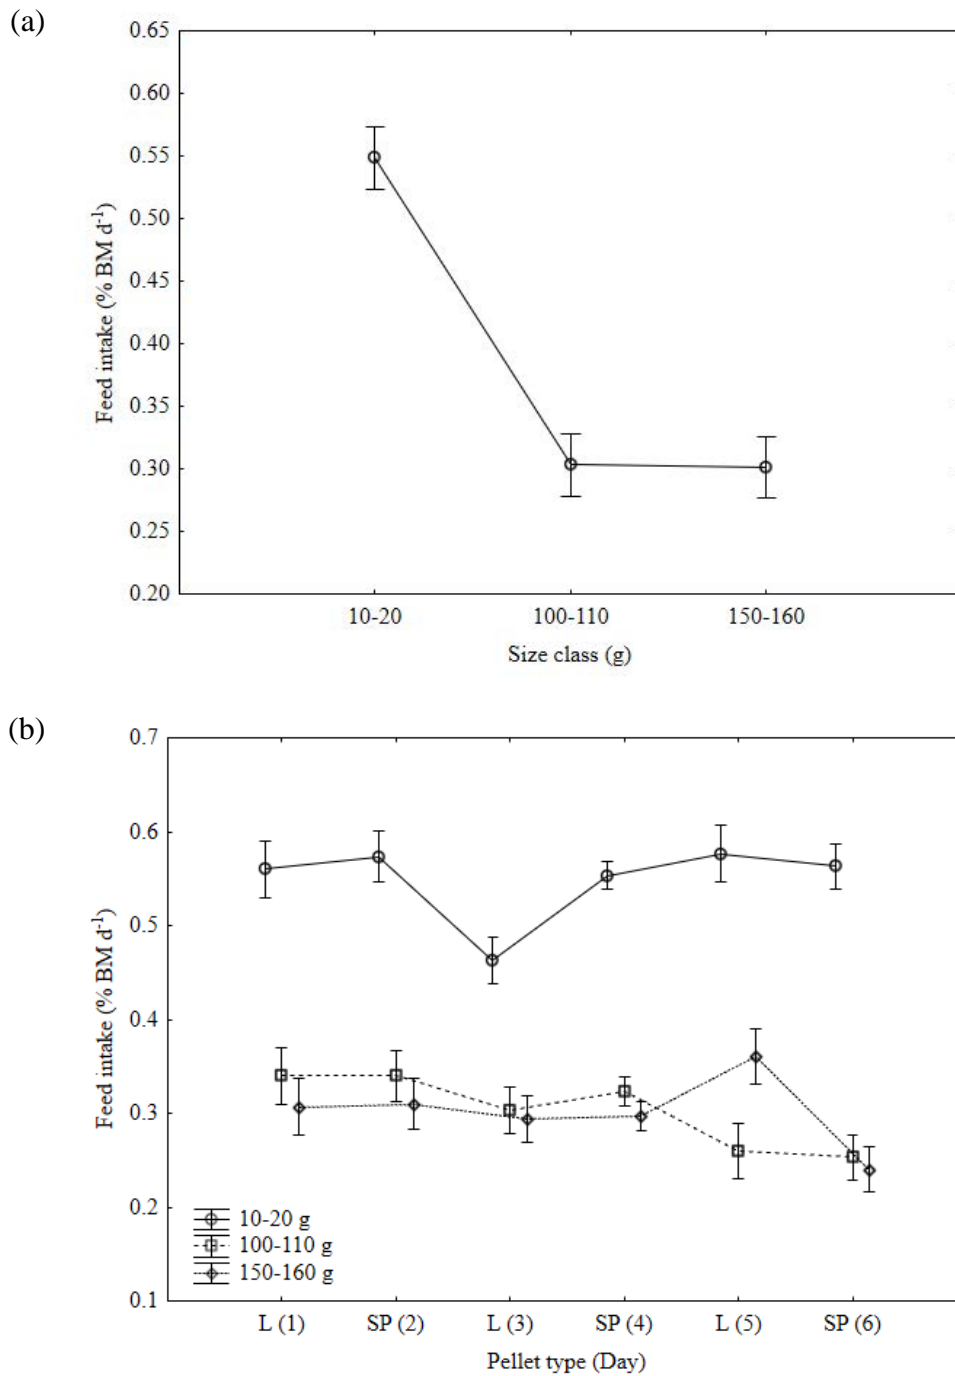 (a)
0.65
0.60
0.55
0.50
0.45
0.40
0.35
0.30
0.25
0.20
Feed intake (% BM d⁻¹)
10-20 100-110 150-160
Size class (g)
(b)
0.7
0.6
0.5
0.4
0.3
0.2
0.1
Feed intake (% BM d⁻¹)
10-20 g
100-110 g
150-160 g
L (1) SP (2) L (3) SP (4) L (5) SP (6)
Pellet type (Day)